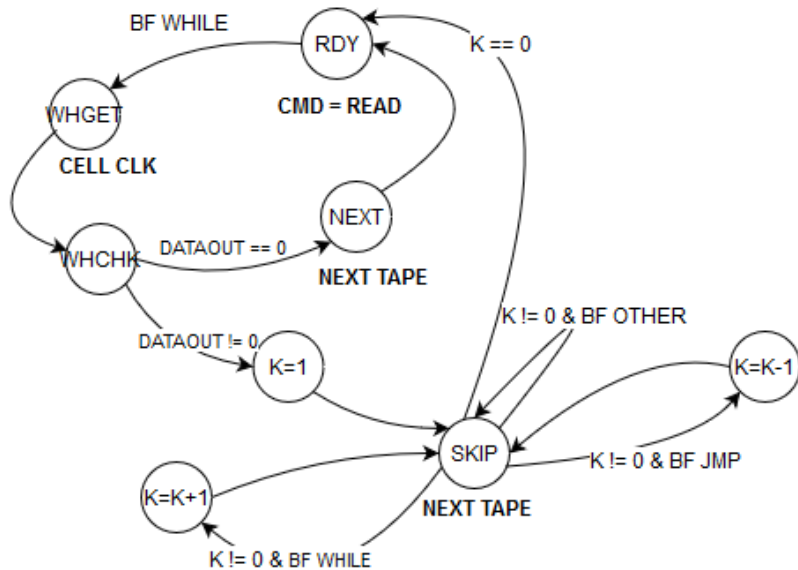 BF WHILE
RDY
K == 0
CMD = READ
WHGET
CELL CLK
NEXT
DATAOUT == 0
WHCHK
NEXT TAPE
K != 0 & BF OTHER
DATAOUT != 0
K=1
K=K-1
SKIP
K != 0 & BF JMP
K=K+1
NEXT TAPE
K != 0 & BF WHILE